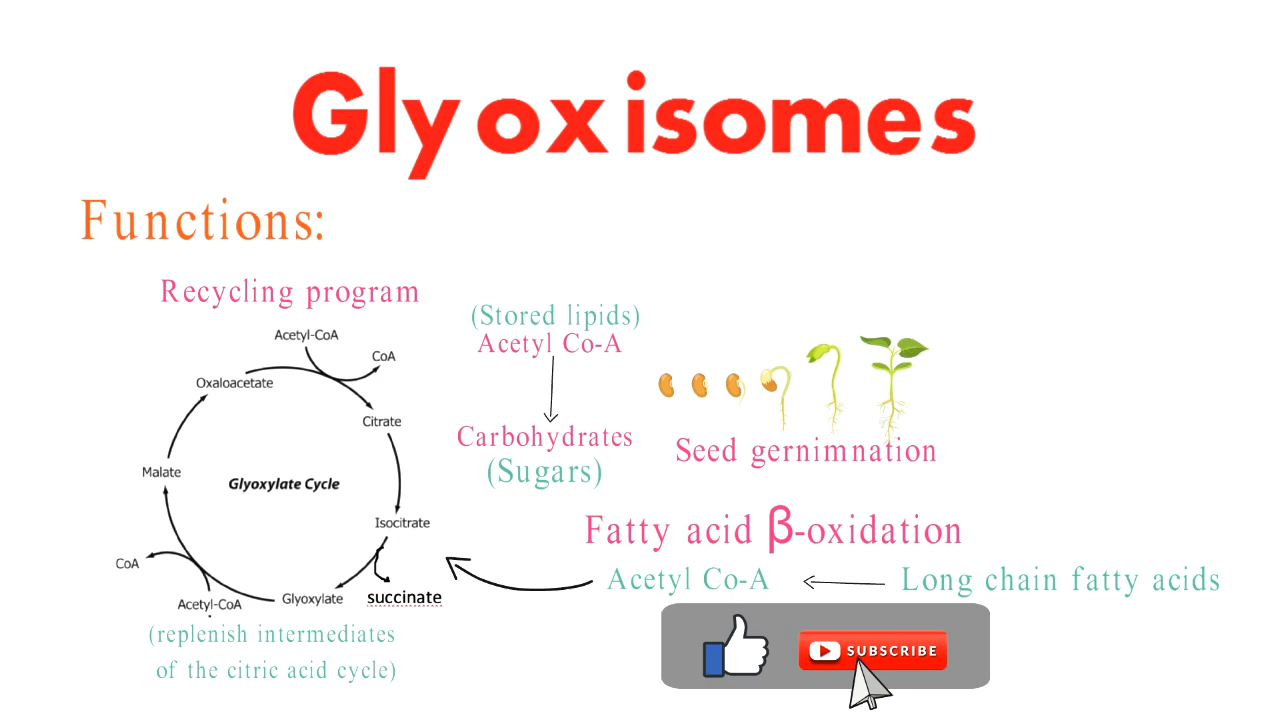 Glyoxisomes
Functions:
Recycling program
Acetyl-CoA
CoA
Oxaloacetate
Citrate
Malate
Glyoxylate Cycle
Isocitrate
CoA
Acetyl-CoA
Glyoxylate
succinate
(replenish intermediates
of the citric acid cycle)
(Stored lipids)
Acetyl Co-A
Carbohydrates
(Sugars)
Seed gernimnation
Fatty acid β-oxidation
Acetyl Co-A
Long chain fatty acids
SUBSCRIBE